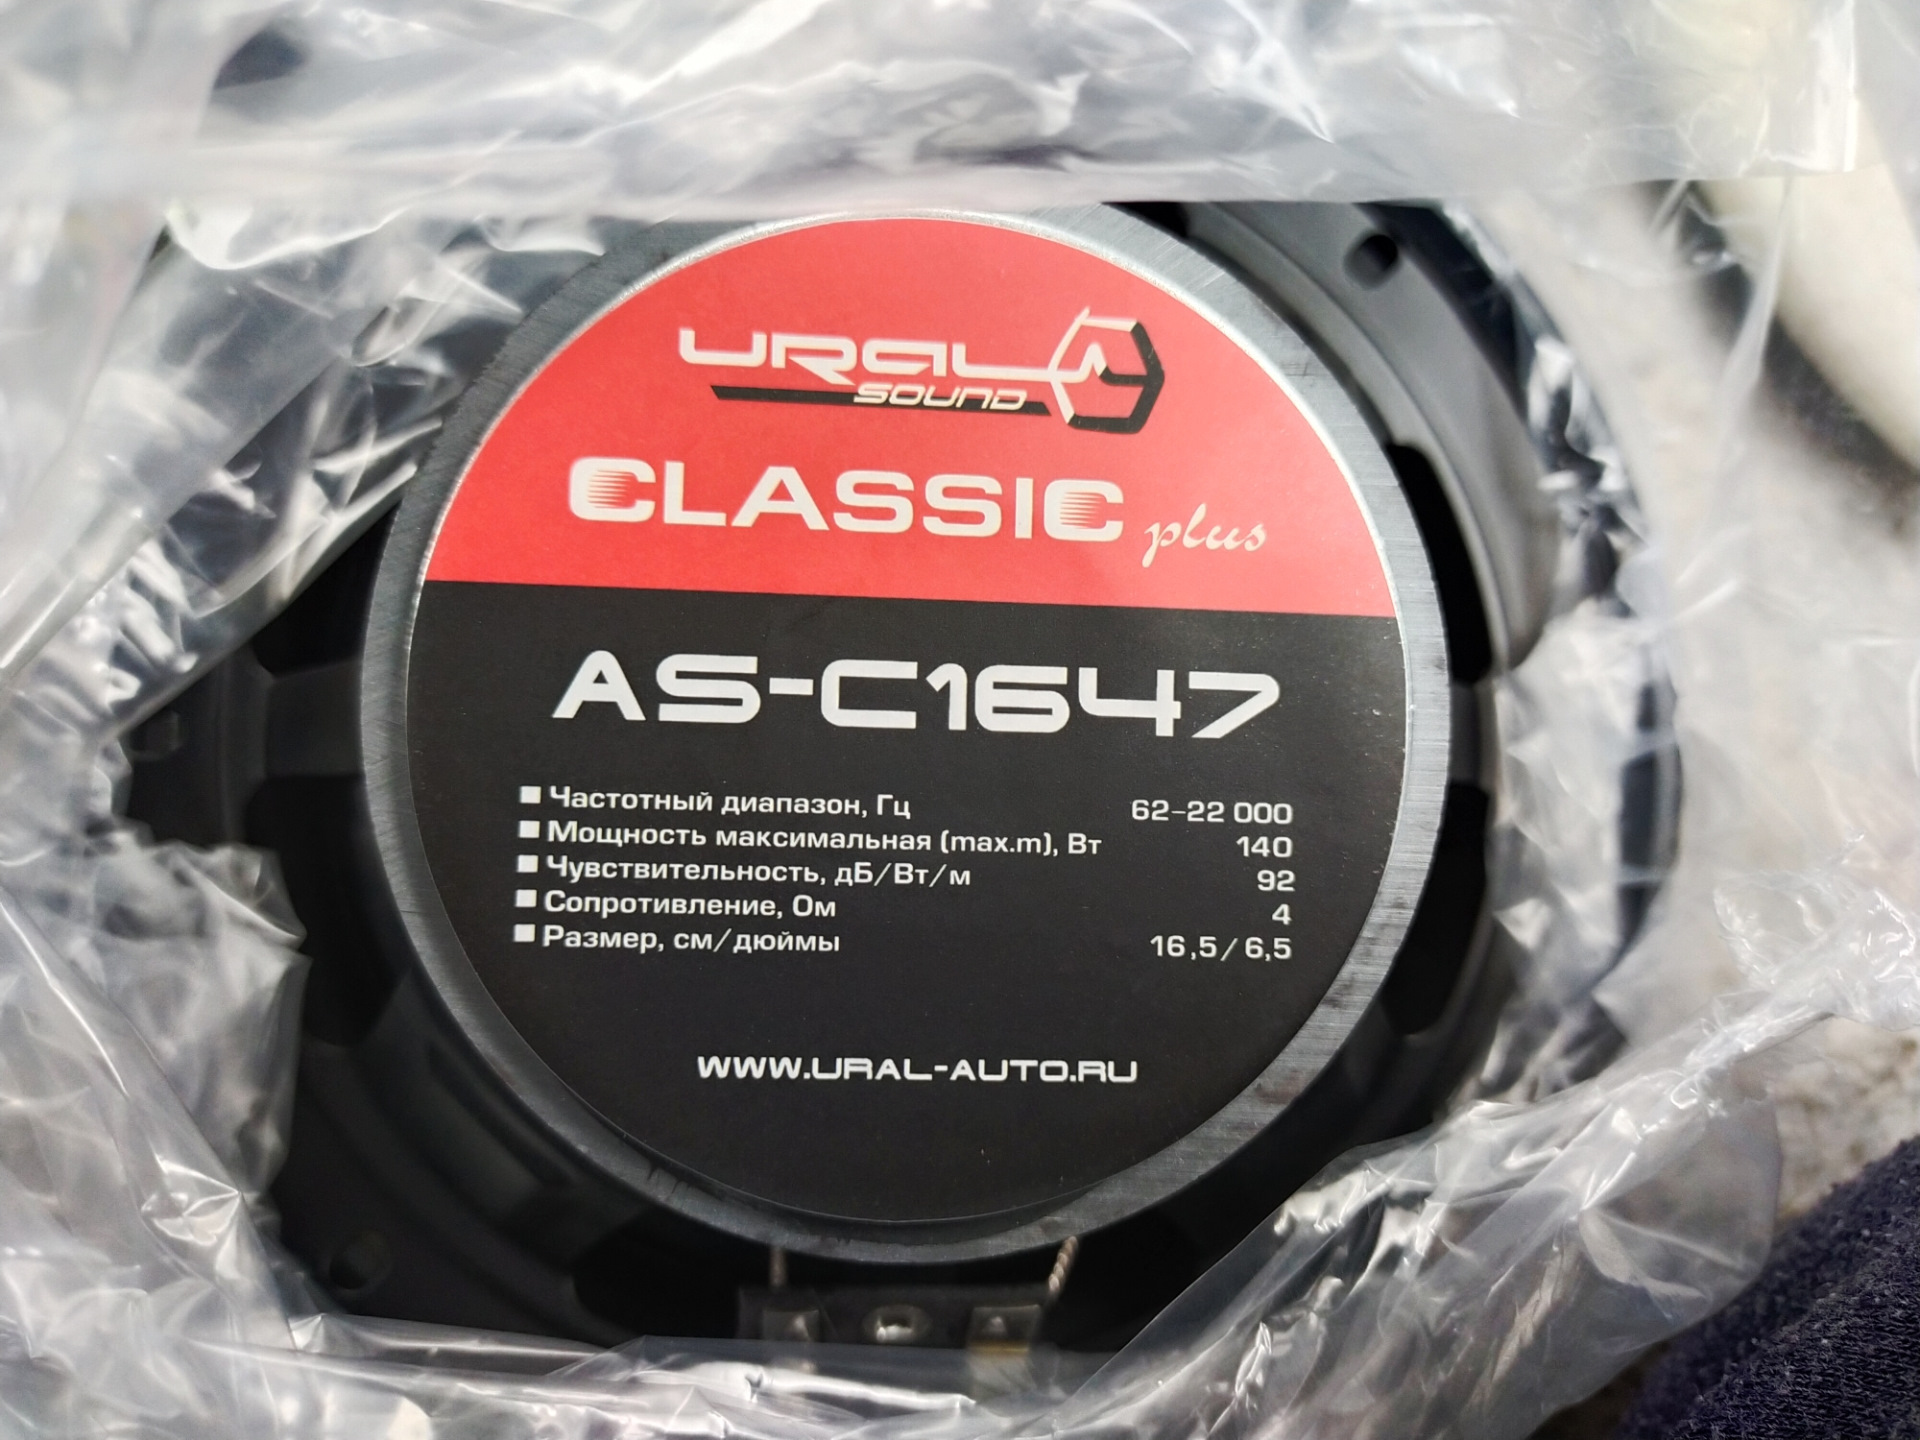 URAL
SOUND
CLASSIC plus
AS-C1647
Частотный диапазон, Гц 62–22 000
Мощность максимальная (max.m), Вт 140
Чувствительность, дБ/Вт/м 92
Сопротивление, Ом 4
Размер, см/дюймы 16,5/6,5
WWW.URAL-AUTO.RU